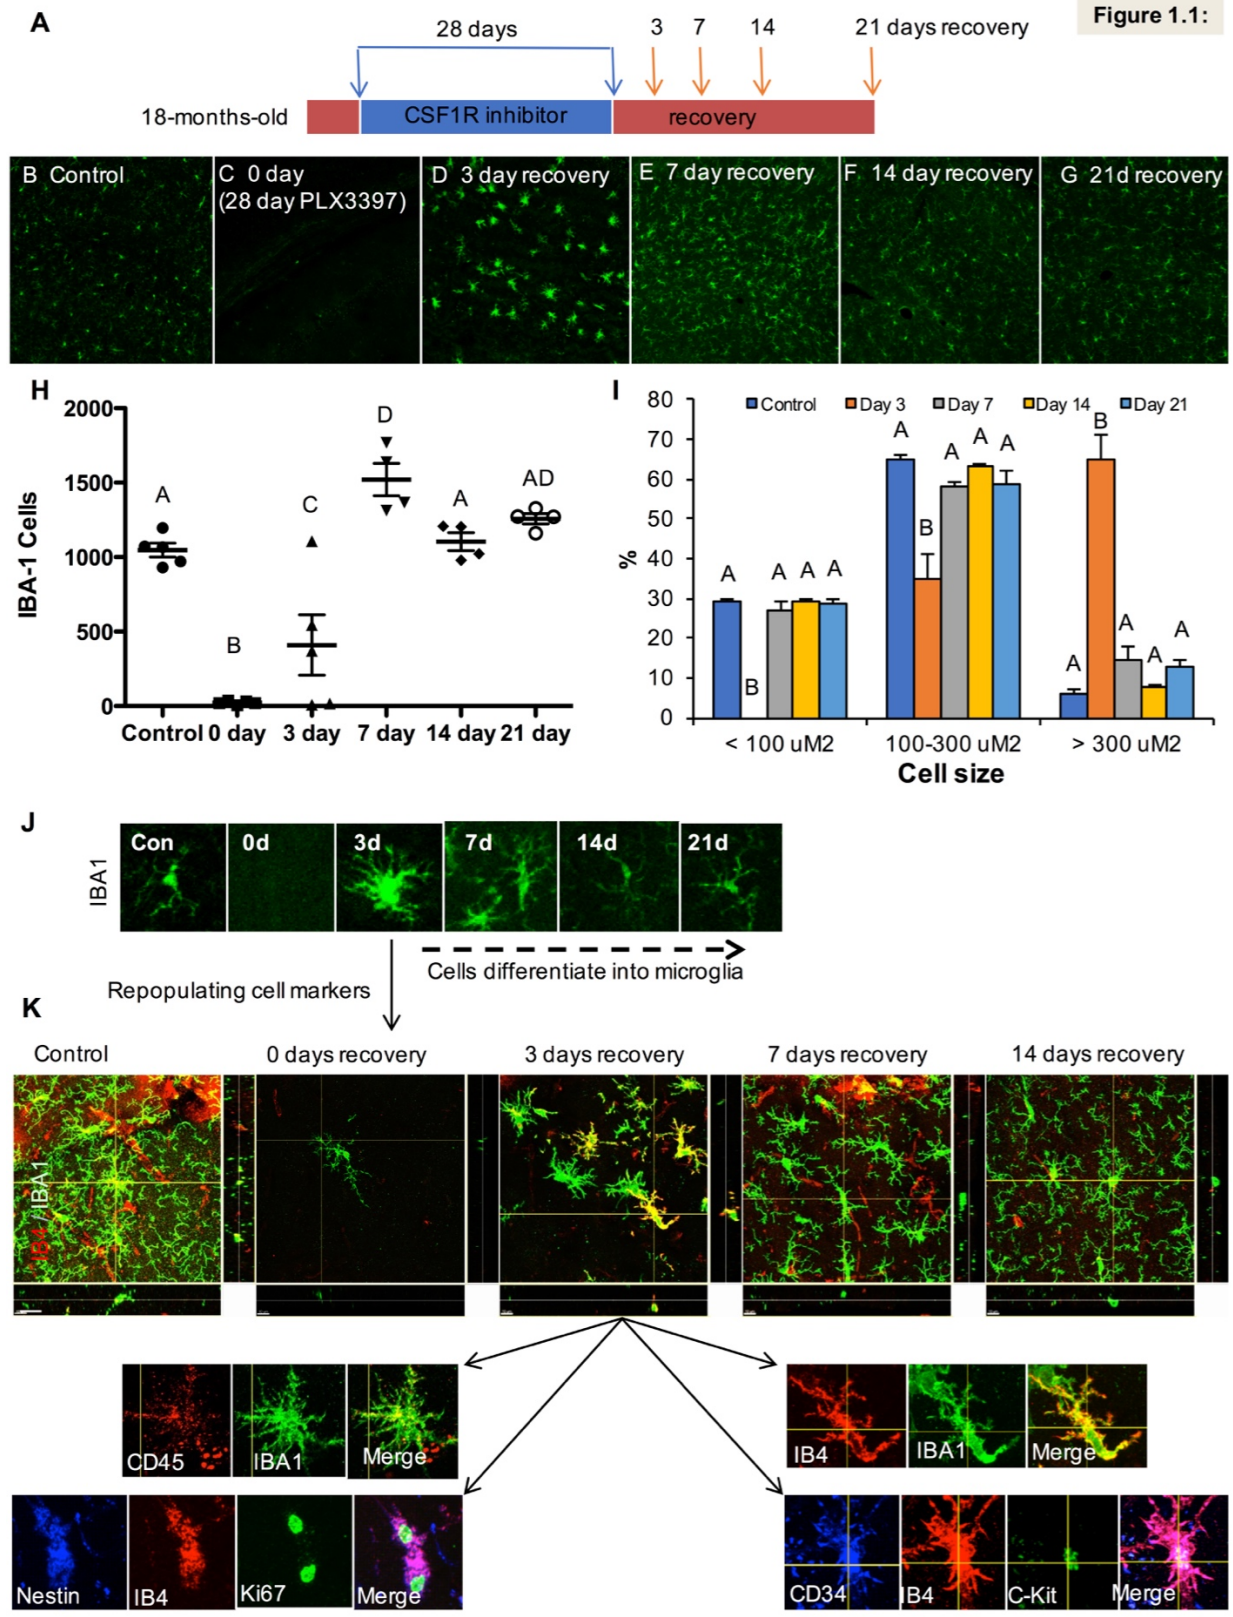 Figure 1.1:
A
28 days
3 7 14 21 days recovery
18-months-old
CSF1R inhibitor
recovery
B Control
C 0 day
(28 day PLX3397)
D 3 day recovery
E 7 day recovery
F 14 day recovery
G 21d recovery
H
IBA-1 Cells
2000
1500
1000
500
0
A
B
C
D
A
AD
Control 0 day 3 day 7 day 14 day 21 day
I
%
80
70
60
50
40
30
20
10
0
Control Day 3 Day 7 Day 14 Day 21
A B A A A
A B A A A
A B A A A
< 100 uM2 100-300 uM2 > 300 uM2
Cell size
J
IBA1
Con 0d 3d 7d 14d 21d
Cells differentiate into microglia
Repopulating cell markers
K
Control 0 days recovery 3 days recovery 7 days recovery 14 days recovery
IB4 / IBA1
CD45 IBA1 Merge
IB4 IBA1 Merge
Nestin IB4 Ki67 Merge
CD34 IB4 C-Kit Merge